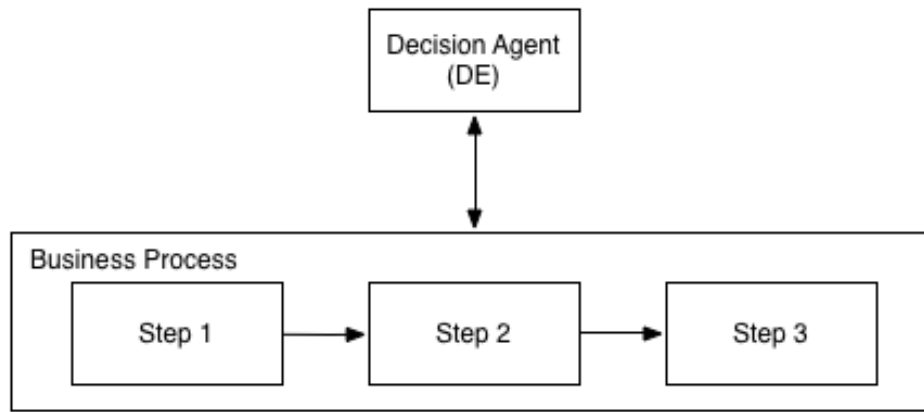 Decision Agent
(DE)
Business Process
Step 1
Step 2
Step 3